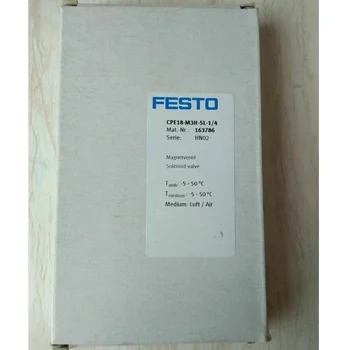 FESTO
CPE18-M3H-5L-1/4
Mat. Nr. 163786
Serie: HN02
Magnetventil
Solenoid valve
Tamb: -5 - 50 °C
Tmedium: -5 - 50 °C
Medium: Luft / Air